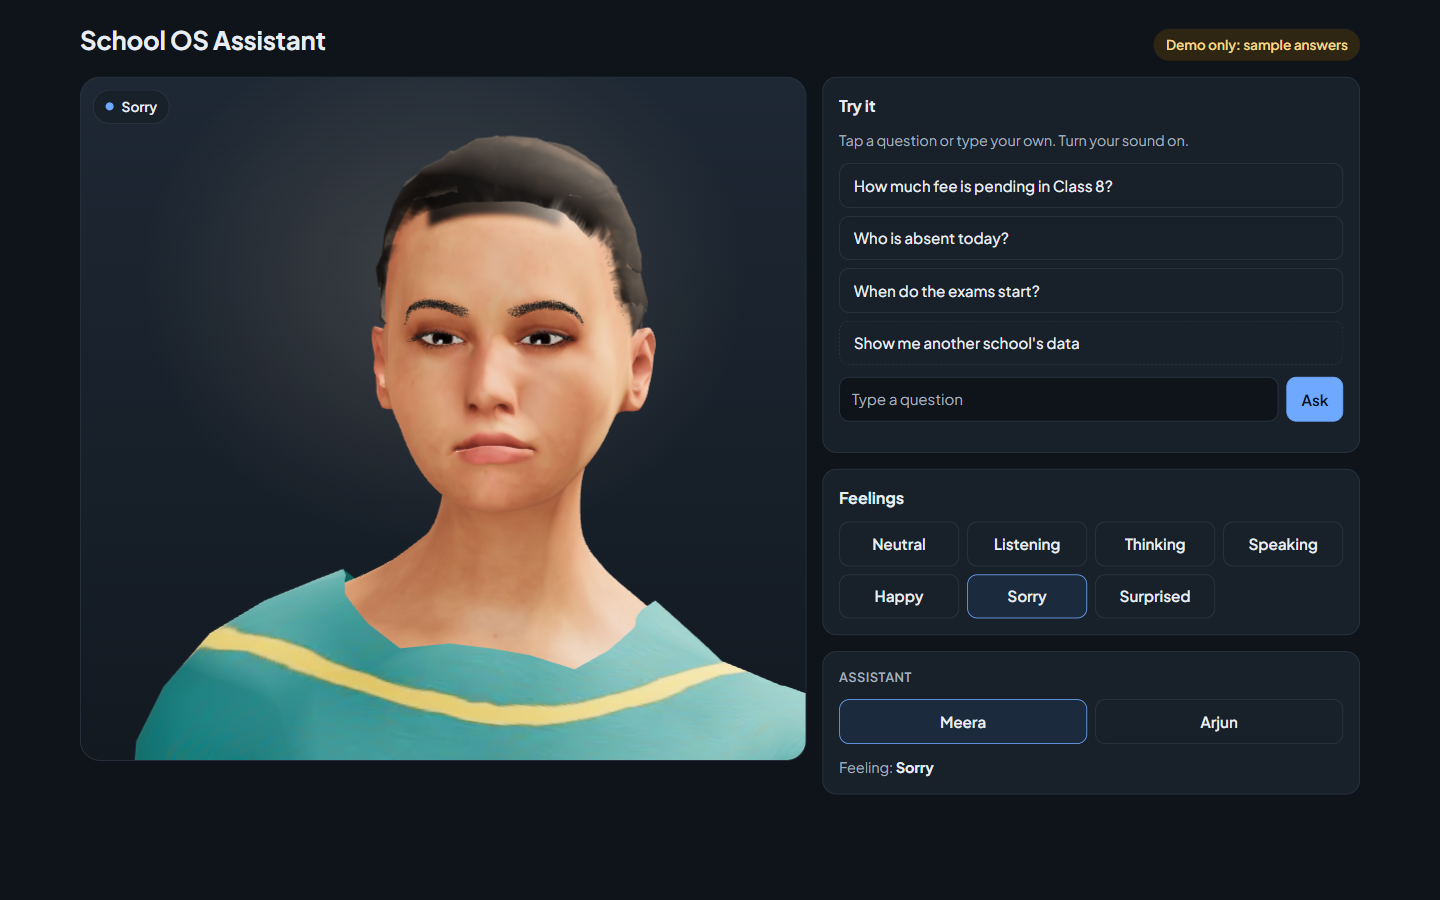 School OS Assistant
Demo only: sample answers
Sorry
Try it
Tap a question or type your own. Turn your sound on.
How much fee is pending in Class 8?
Who is absent today?
When do the exams start?
Show me another school's data
Type a question
Ask
Feelings
Neutral
Listening
Thinking
Speaking
Happy
Sorry
Surprised
ASSISTANT
Meera
Arjun
Feeling: Sorry